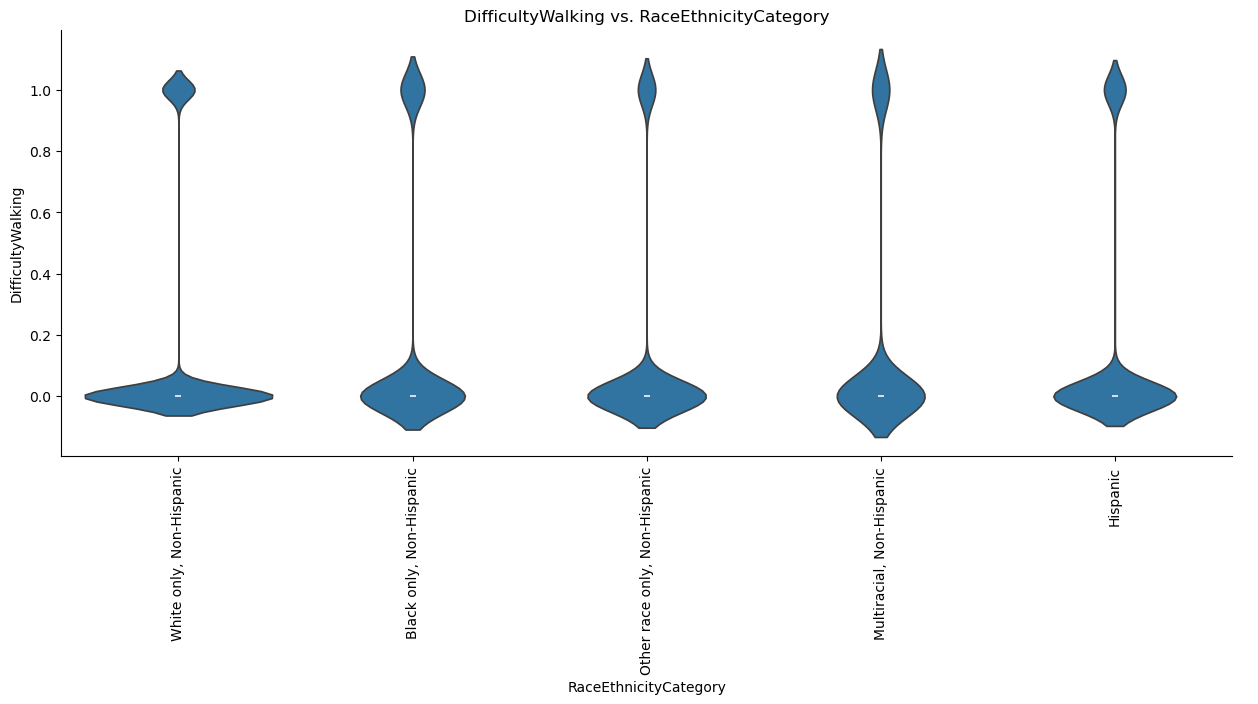 DifficultyWalking vs. RaceEthnicityCategory
DifficultyWalking
1.0
0.8
0.6
0.4
0.2
0.0
White only, Non-Hispanic
Black only, Non-Hispanic
Other race only, Non-Hispanic
Multiracial, Non-Hispanic
Hispanic
RaceEthnicityCategory